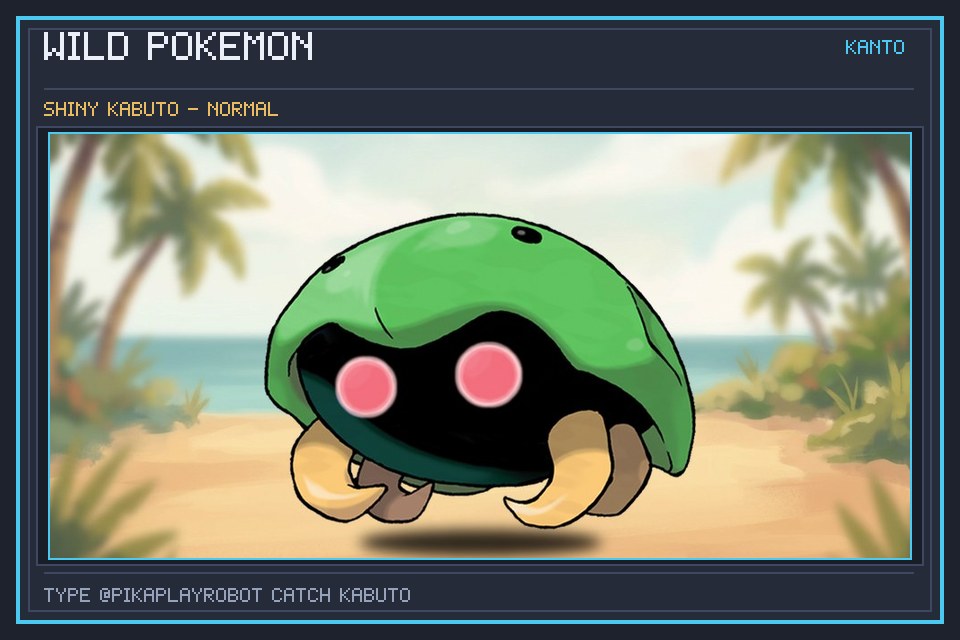 WILD POKEMON
KANTO
SHINY KABUTO - NORMAL
TYPE @PIKAPLAYROBOT CATCH KABUTO